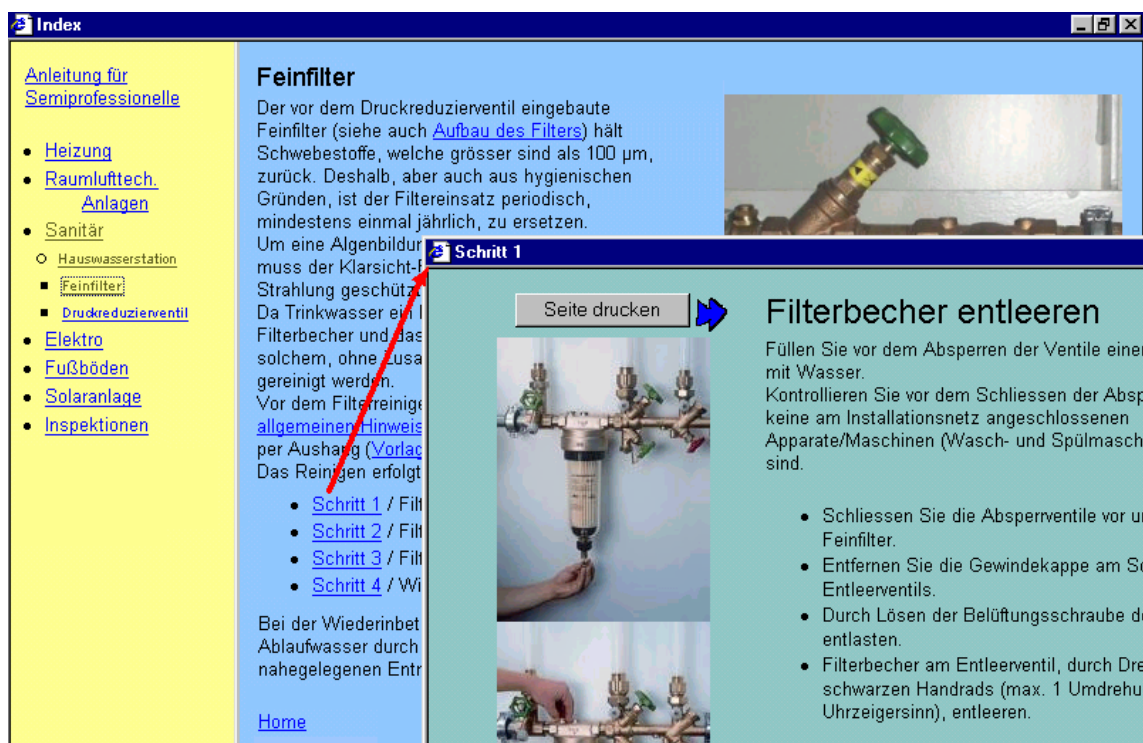 Index
Anleitung für
Semiprofessionelle
Heizung
Raumlufttech.
Anlagen
Sanitär
Hauswasserstation
Feinfilter
Druckreduzierventil
Elektro
Fußböden
Solaranlage
Inspektionen
Feinfilter
Der vor dem Druckreduzierventil eingebaute
Feinfilter (siehe auch Aufbau des Filters) hält
Schwebestoffe, welche grösser sind als 100 µm,
zurück. Deshalb, aber auch aus hygienischen
Gründen, ist der Filtereinsatz periodisch,
mindestens einmal jährlich, zu ersetzen.
Um eine Algenbildun
muss der Klarsicht-
Strahlung geschütz
Da Trinkwasser ein
Filterbecher und das
solchem, ohne Zusa
gereinigt werden.
Vor dem Filterreinige
allgemeinen Hinweis
per Aushang (Vorlag
Das Reinigen erfolgt
Schritt 1 / Filt
Schritt 2 / Filt
Schritt 3 / Filt
Schritt 4 / Wi
Bei der Wiederinbet
Ablaufwasser durch
nahegelegenen Entr
Home
Schritt 1
Seite drucken
Filterbecher entleeren
Füllen Sie vor dem Absperren der Ventile einen
mit Wasser.
Kontrollieren Sie vor dem Schliessen der Absp
keine am Installationsnetz angeschlossenen
Apparate/Maschinen (Wasch- und Spülmasch
sind.
Schliessen Sie die Absperrventile vor un
Feinfilter.
Entfernen Sie die Gewindekappe am Sc
Entleerventils.
Durch Lösen der Belüftungsschraube de
entlasten.
Filterbecher am Entleerventil, durch Dre
schwarzen Handrads (max. 1 Umdrehu
Uhrzeigersinn), entleeren.